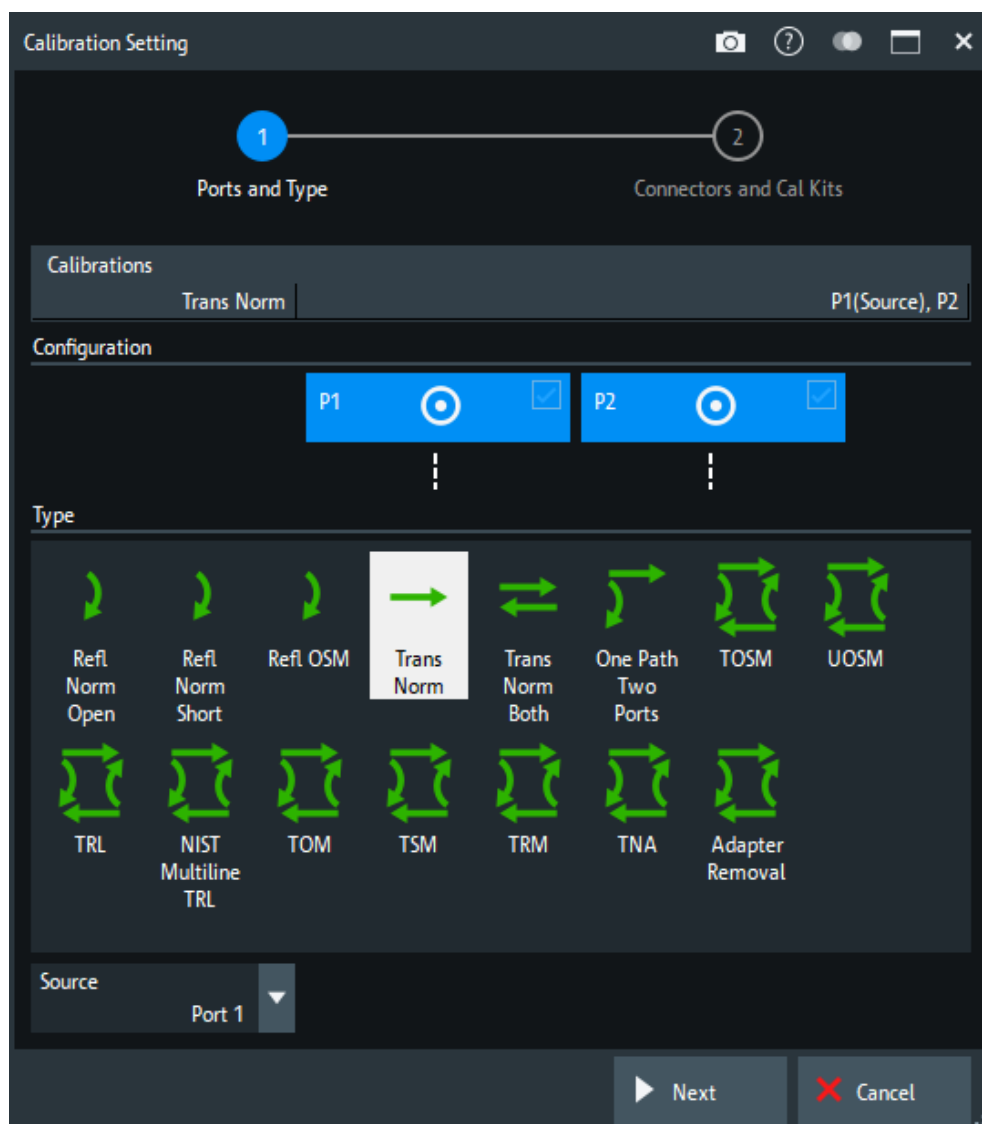 Calibration Setting
1
2
Ports and Type
Connectors and Cal Kits
Calibrations
Trans Norm
P1(Source), P2
Configuration
P1
P2
Type
Refl
Norm
Open
Refl
Norm
Short
Refl OSM
Trans
Norm
Trans
Norm
Both
One Path
Two
Ports
TOSM
UOSM
TRL
NIST
Multiline
TRL
TOM
TSM
TRM
TNA
Adapter
Removal
Source
Port 1
Next
Cancel